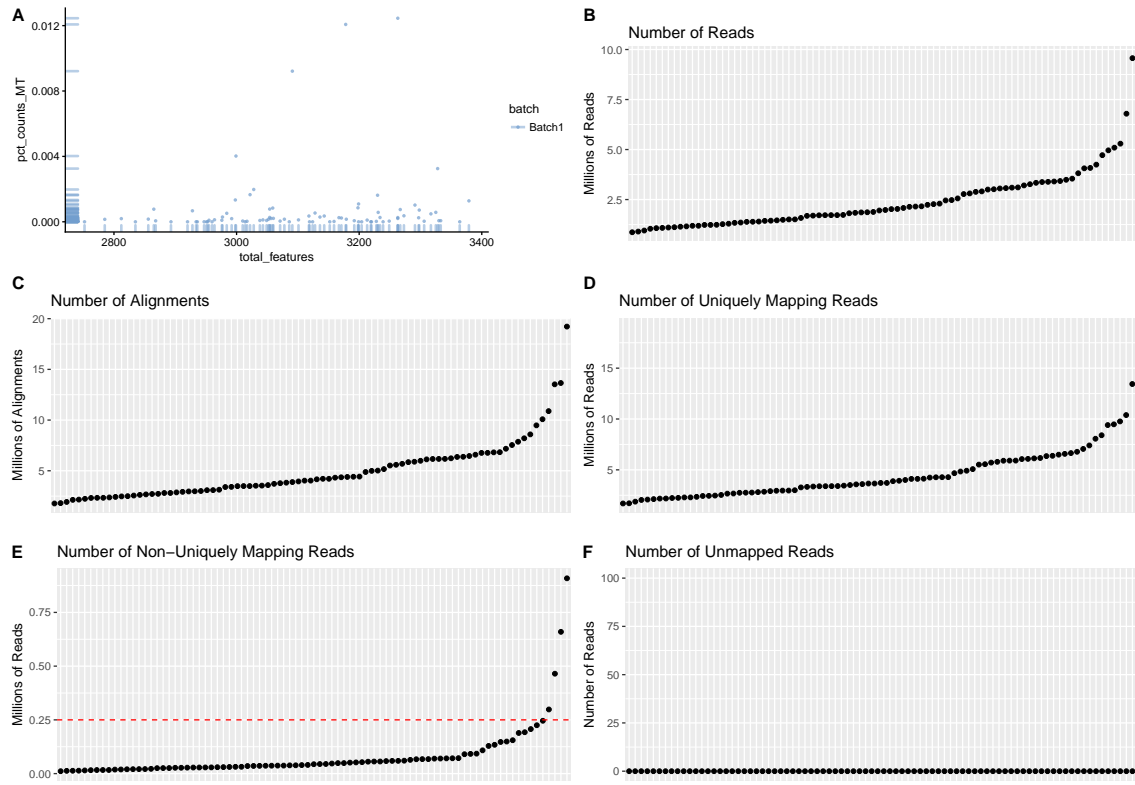 A
pct_counts_MT
0.012
0.008
0.004
0.000
2800 3000 3200 3400
total_features
batch
Batch1
B
Number of Reads
Millions of Reads
10.0
7.5
5.0
2.5
C
Number of Alignments
Millions of Alignments
20
15
10
5
D
Number of Uniquely Mapping Reads
Millions of Reads
15
10
5
E
Number of Non−Uniquely Mapping Reads
Millions of Reads
0.75
0.50
0.25
0.00
F
Number of Unmapped Reads
Number of Reads
100
75
50
25
0